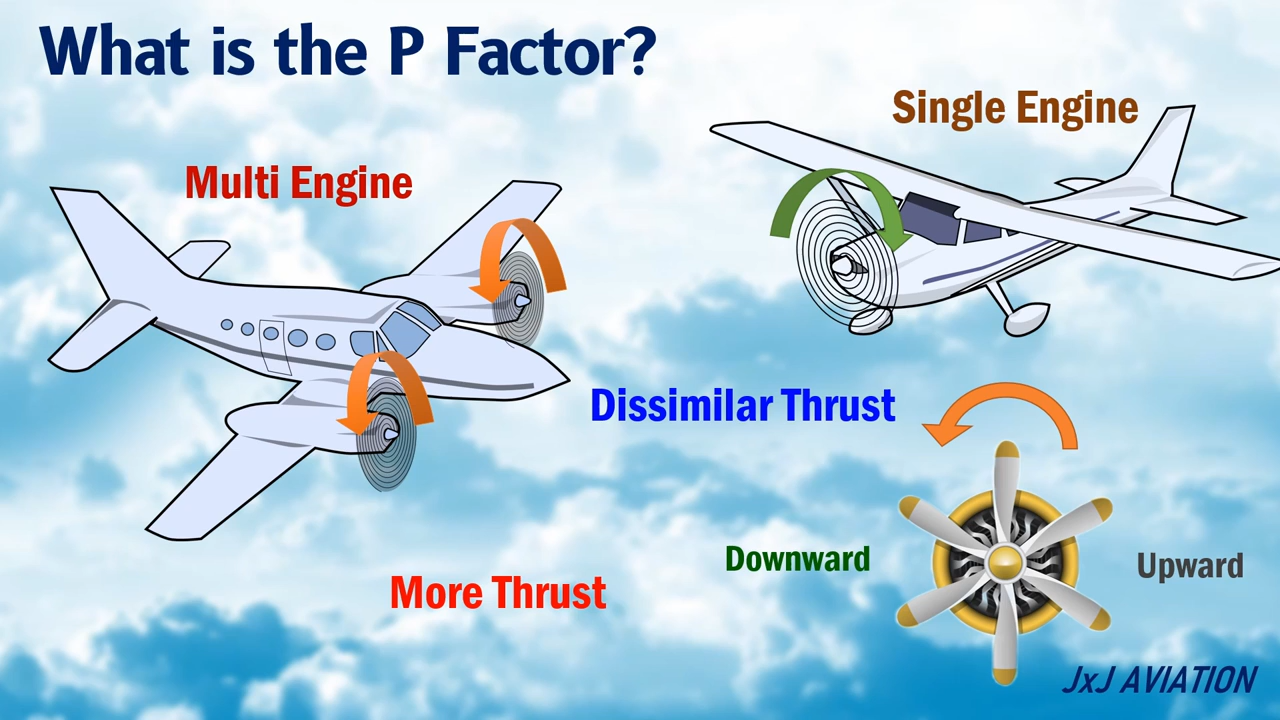 What is the P Factor?
Single Engine
Multi Engine
Dissimilar Thrust
Downward
Upward
More Thrust
JxJ AVIATION